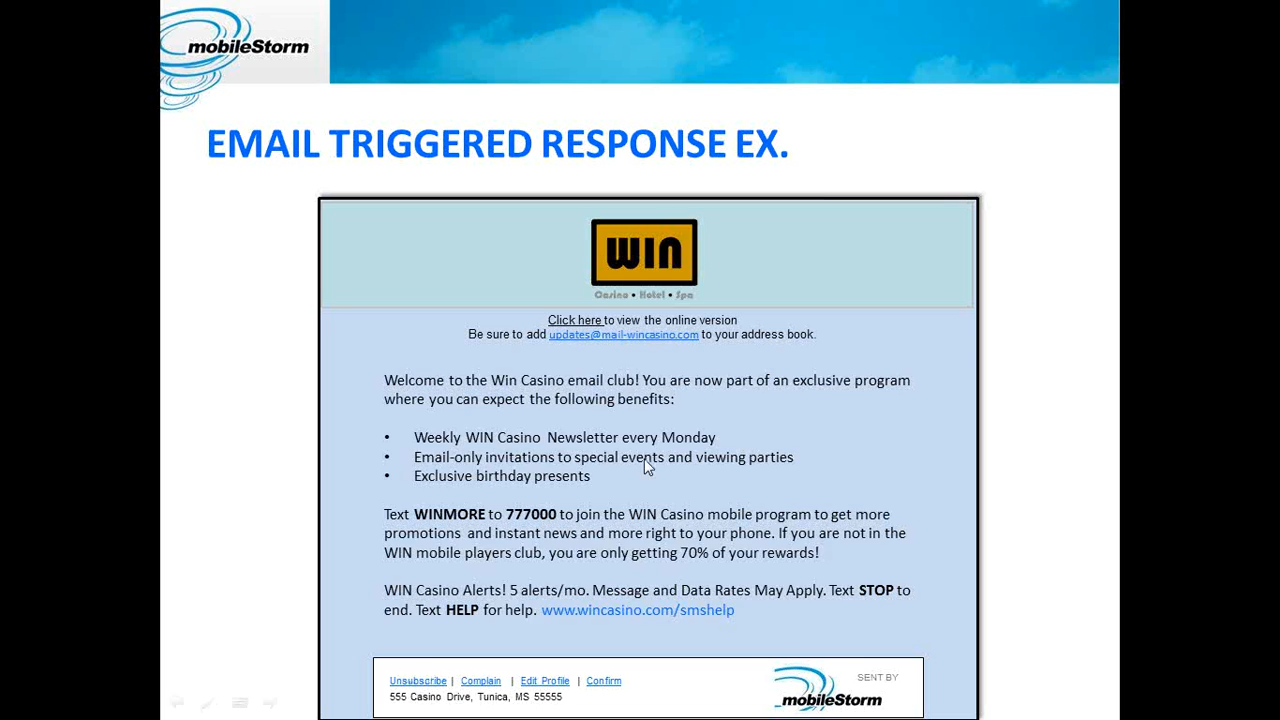 mobileStorm
EMAIL TRIGGERED RESPONSE EX.
WIN
Casino • Hotel • Spa
Click here to view the online version
Be sure to add updates@mail-wincasino.com to your address book.
Welcome to the Win Casino email club! You are now part of an exclusive program
where you can expect the following benefits:
• Weekly WIN Casino Newsletter every Monday
• Email-only invitations to special events and viewing parties
• Exclusive birthday presents
Text WINMORE to 777000 to join the WIN Casino mobile program to get more
promotions and instant news and more right to your phone. If you are not in the
WIN mobile players club, you are only getting 70% of your rewards!
WIN Casino Alerts! 5 alerts/mo. Message and Data Rates May Apply. Text STOP to
end. Text HELP for help. www.wincasino.com/smshelp
Unsubscribe | Complain | Edit Profile | Confirm
555 Casino Drive, Tunica, MS 55555
SENT BY
mobileStorm